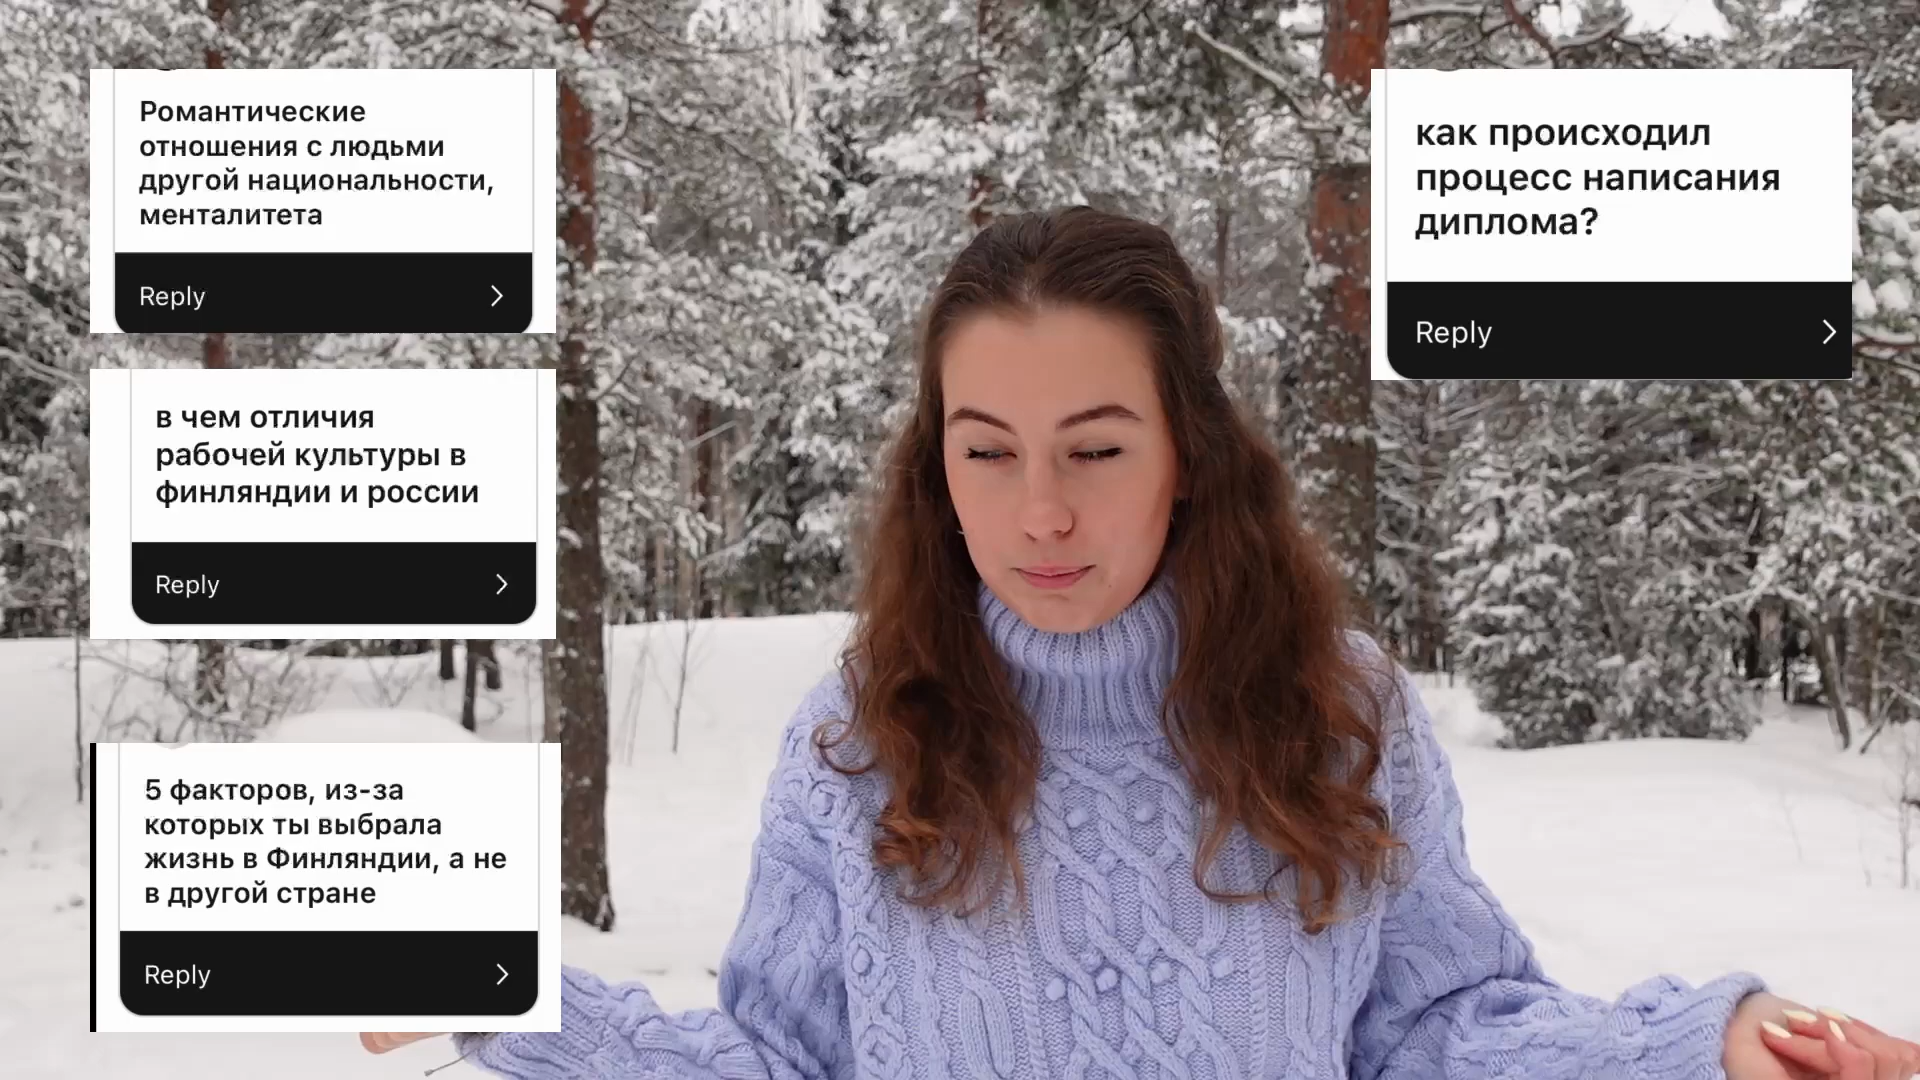 Романтические
отношения с людьми
другой национальности,
менталитета
Reply
в чем отличия
рабочей культуры в
финляндии и россии
Reply
5 факторов, из-за
которых ты выбрала
жизнь в Финляндии, а не
в другой стране
Reply
как происходил
процесс написания
диплома?
Reply